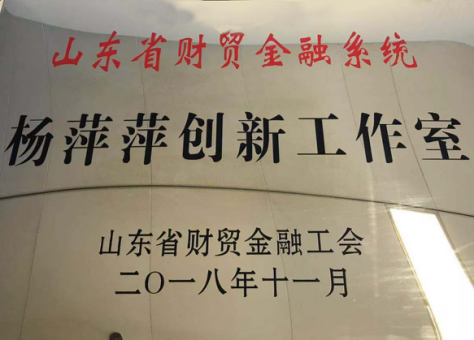 山东省财贸金融系统
杨萍萍创新工作室
山东省财贸金融工会
二〇一八年十一月